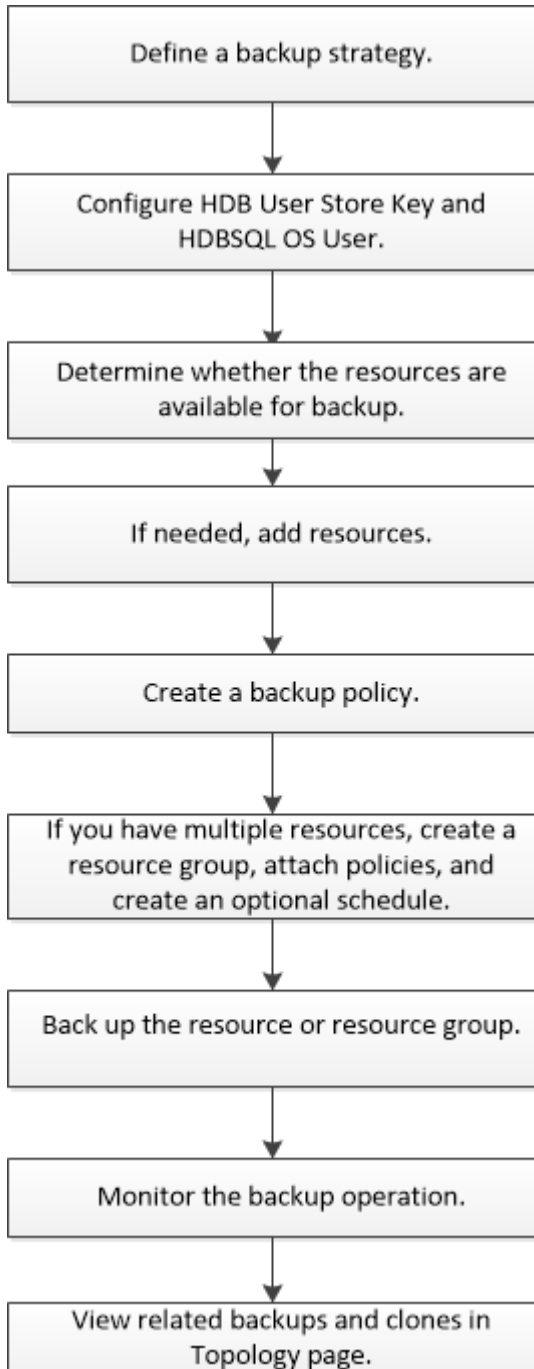 Define a backup strategy.
Configure HDB User Store Key and
HDBSQL OS User.
Determine whether the resources are
available for backup.
If needed, add resources.
Create a backup policy.
If you have multiple resources, create a
resource group, attach policies, and
create an optional schedule.
Back up the resource or resource group.
Monitor the backup operation.
View related backups and clones in
Topology page.